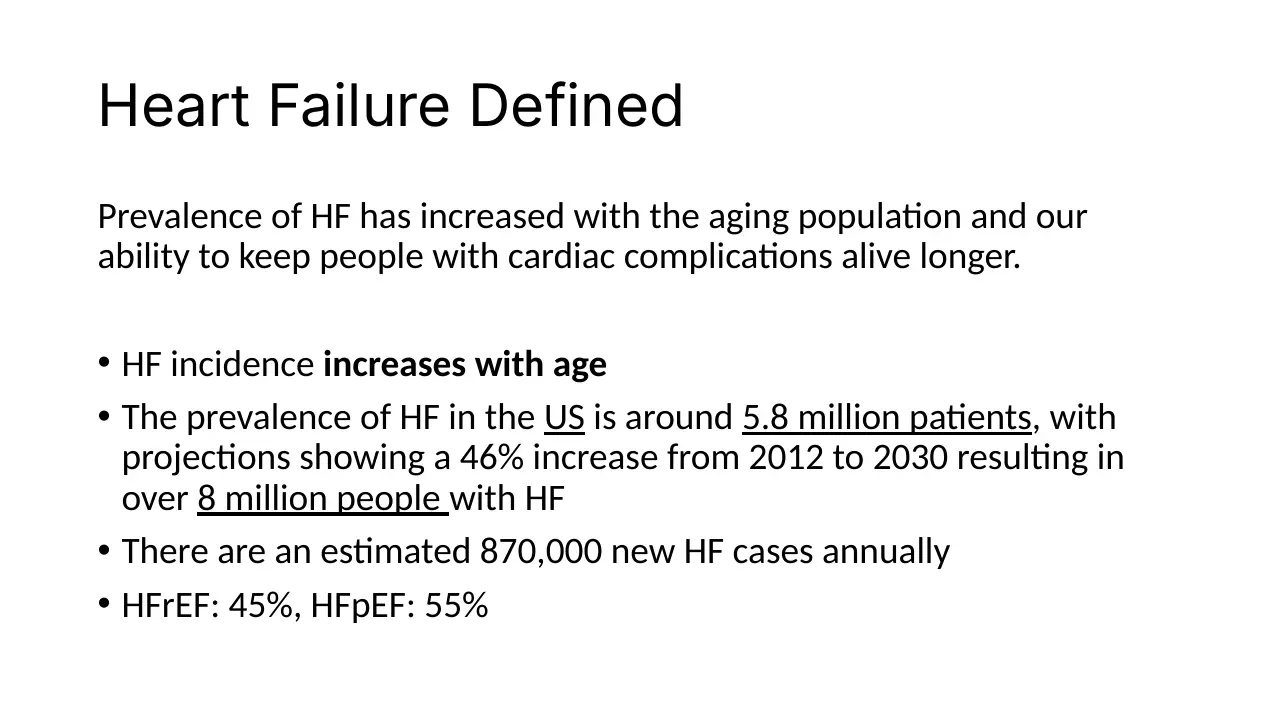 Heart Failure Defined
Prevalence of HF has increased with the aging population and our
ability to keep people with cardiac complications alive longer.
• HF incidence increases with age
• The prevalence of HF in the US is around 5.8 million patients, with
projections showing a 46% increase from 2012 to 2030 resulting in
over 8 million people with HF
• There are an estimated 870,000 new HF cases annually
• HFrEF: 45%, HFpEF: 55%